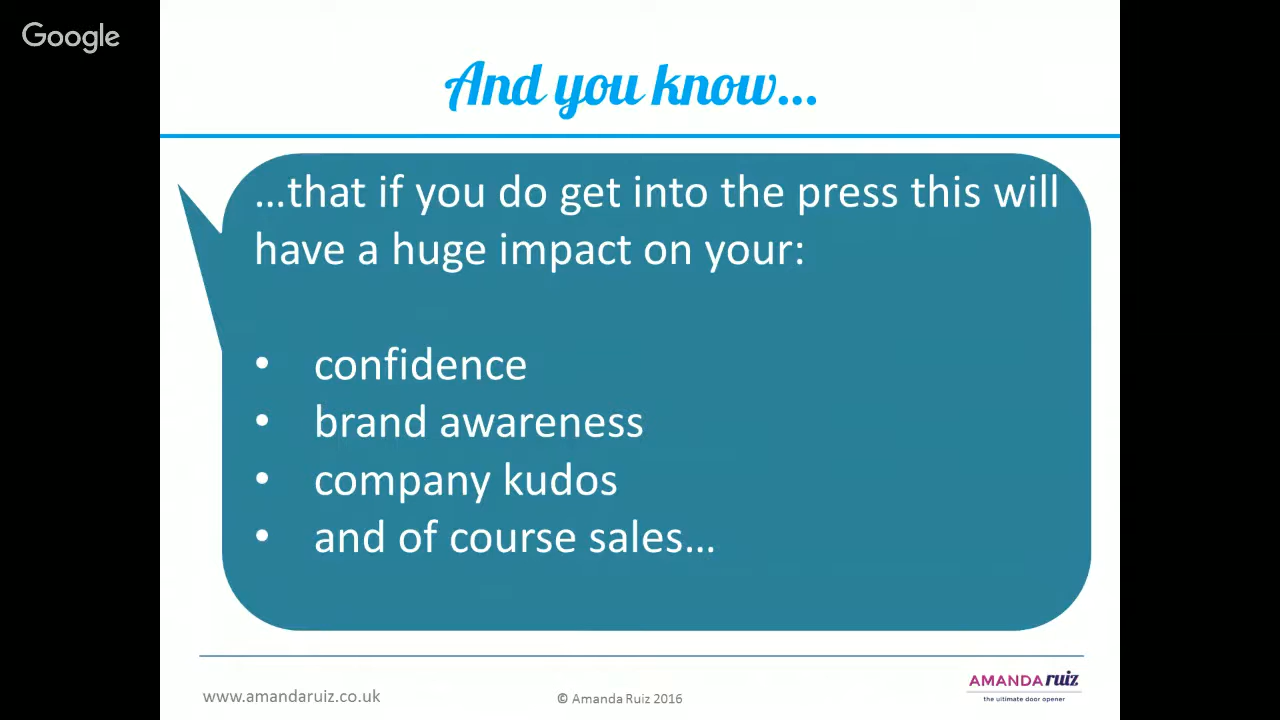 Google
And you know...
...that if you do get into the press this will
have a huge impact on your:
• confidence
• brand awareness
• company kudos
• and of course sales...
www.amandaruiz.co.uk
© Amanda Ruiz 2016
AMANDA ruiz
the ultimate door opener